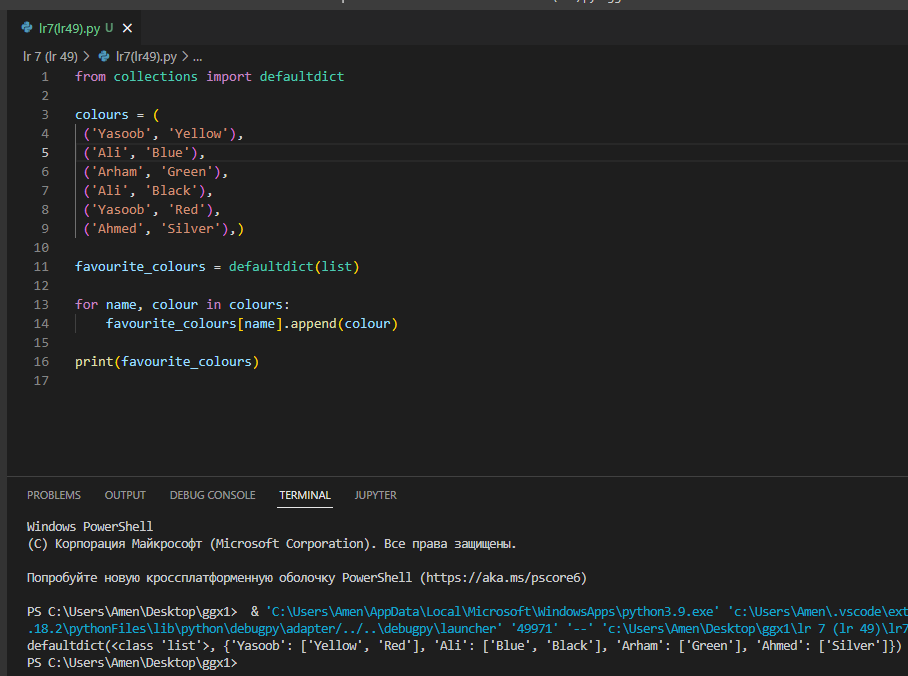 lr7(lr49).py U ×
lr 7 (lr 49) > lr7(lr49).py > ...
1 from collections import defaultdict
2
3 colours = (
4 ('Yasoob', 'Yellow'),
5 ('Ali', 'Blue'),
6 ('Arham', 'Green'),
7 ('Ali', 'Black'),
8 ('Yasoob', 'Red'),
9 ('Ahmed', 'Silver'),)
10
11 favourite_colours = defaultdict(list)
12
13 for name, colour in colours:
14 favourite_colours[name].append(colour)
15
16 print(favourite_colours)
17
PROBLEMS OUTPUT DEBUG CONSOLE TERMINAL JUPYTER
Windows PowerShell
(C) Корпорация Майкрософт (Microsoft Corporation). Все права защищены.
Попробуйте новую кроссплатформенную оболочку PowerShell (https://aka.ms/pscore6)
PS C:\Users\Amen\Desktop\ggx1> & 'C:\Users\Amen\AppData\Local\Microsoft\WindowsApps\python3.9.exe' 'c:\Users\Amen\.vscode\ext
.18.2\pythonFiles\lib\python\debugpy\adapter/../..\debugpy\launcher' '49971' '--' 'c:\Users\Amen\Desktop\ggx1\lr 7 (lr 49)\lr7
defaultdict(<class 'list'>, {'Yasoob': ['Yellow', 'Red'], 'Ali': ['Blue', 'Black'], 'Arham': ['Green'], 'Ahmed': ['Silver']})
PS C:\Users\Amen\Desktop\ggx1>